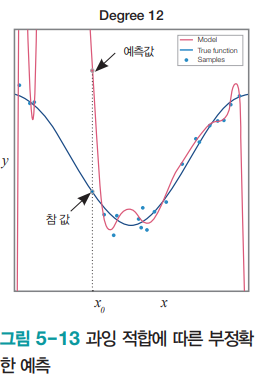 Degree 12
Model
True function
Samples
예측값
y
참 값
x₀
x
그림 5-13 과잉 적합에 따른 부정확
한 예측